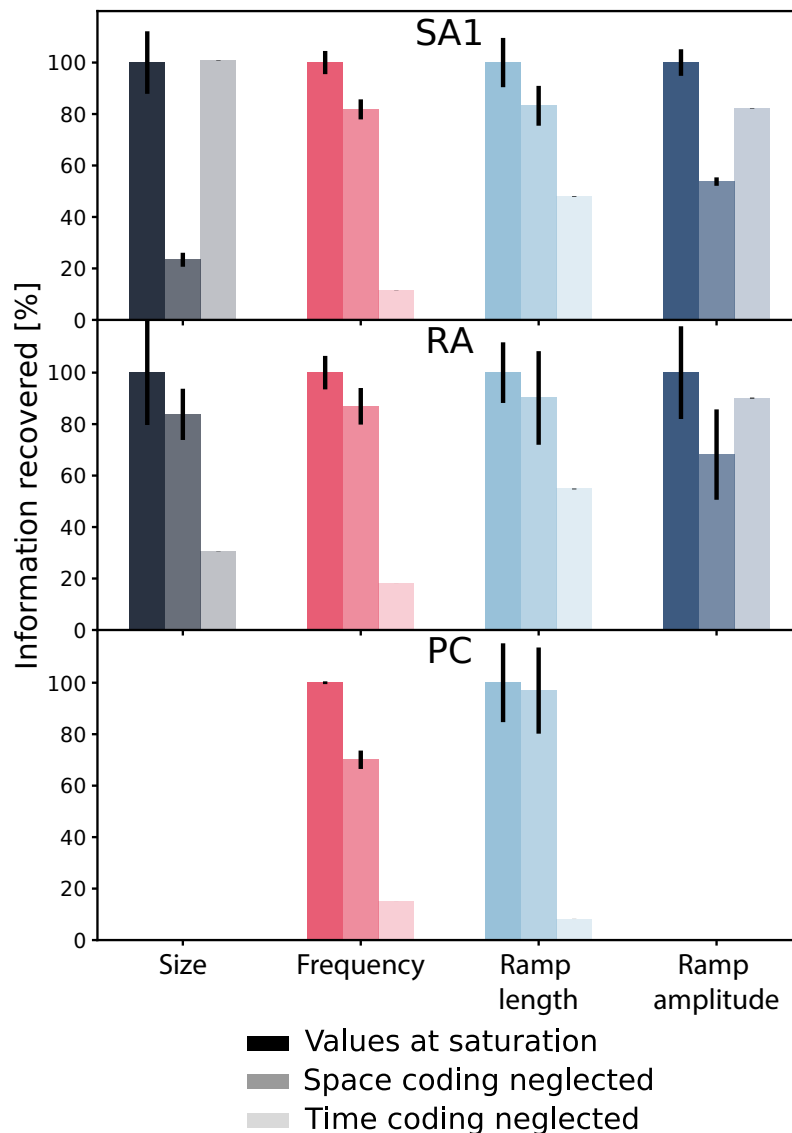 SA1
100
80
60
40
20
0
RA
100
80
60
40
20
0
PC
100
80
60
40
20
0
Information recovered [%]
Size Frequency Ramp length Ramp amplitude
Values at saturation
Space coding neglected
Time coding neglected